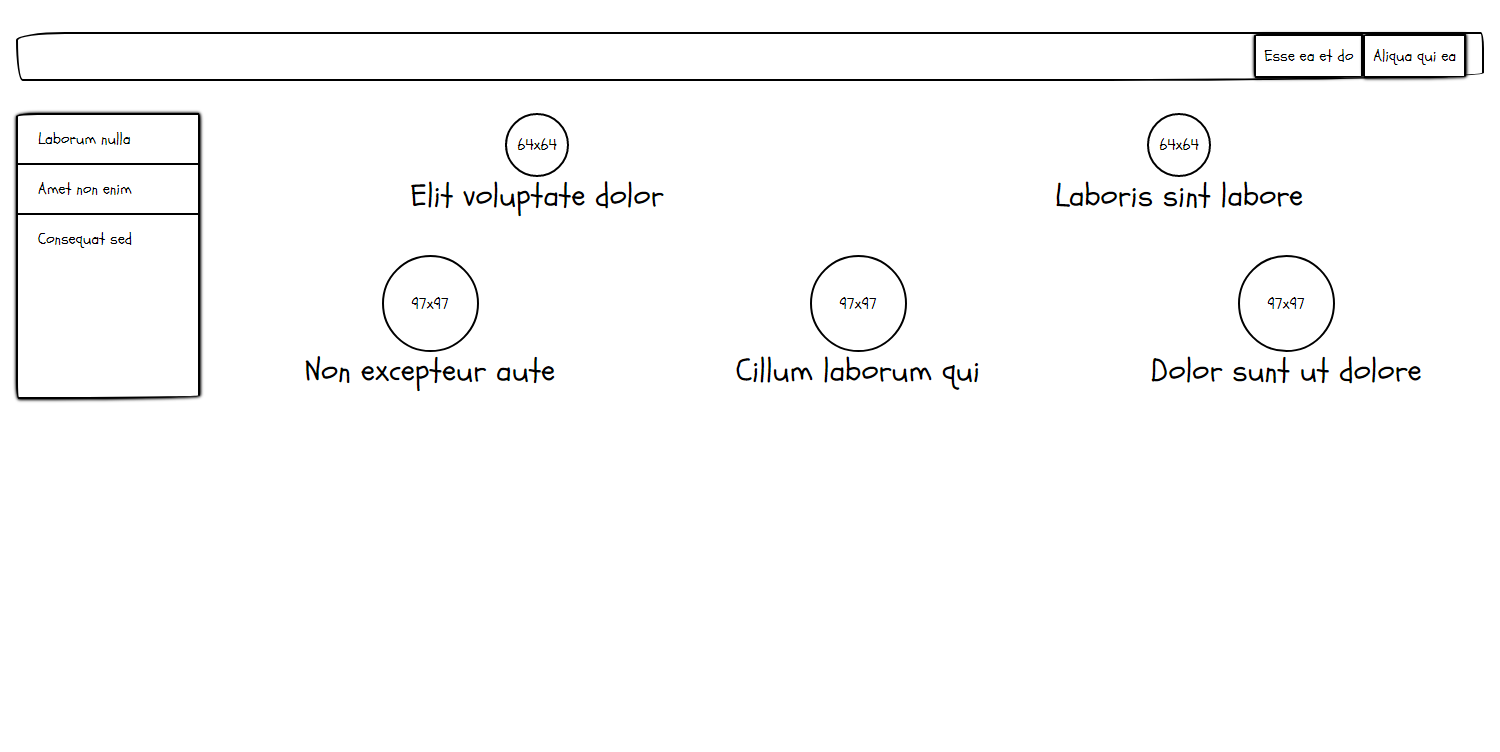 Esse ea et do
Aliqua qui ea
Laborum nulla
Amet non enim
Consequat sed
64x64
64x64
Elit voluptate dolor
Laboris sint labore
97x97
97x97
97x97
Non excepteur aute
Cillum laborum qui
Dolor sunt ut dolore